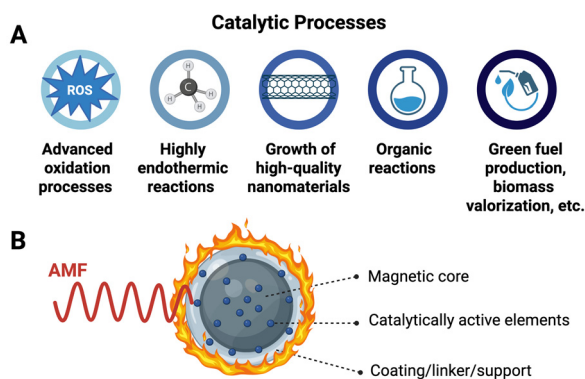 Catalytic Processes
A
ROS
C
H
H
H
H
Advanced
oxidation
processes
Highly
endothermic
reactions
Growth of
high-quality
nanomaterials
Organic
reactions
Green fuel
production,
biomass
valorization, etc.
B
AMF
Magnetic core
Catalytically active elements
Coating/linker/support